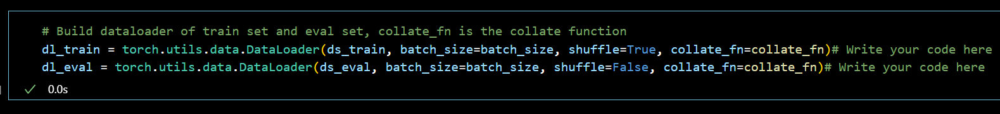 # Build dataloader of train set and eval set, collate_fn is the collate function
dl_train = torch.utils.data.DataLoader(ds_train, batch_size=batch_size, shuffle=True, collate_fn=collate_fn)# Write your code here
dl_eval = torch.utils.data.DataLoader(ds_eval, batch_size=batch_size, shuffle=False, collate_fn=collate_fn)# Write your code here
✓ 0.0s